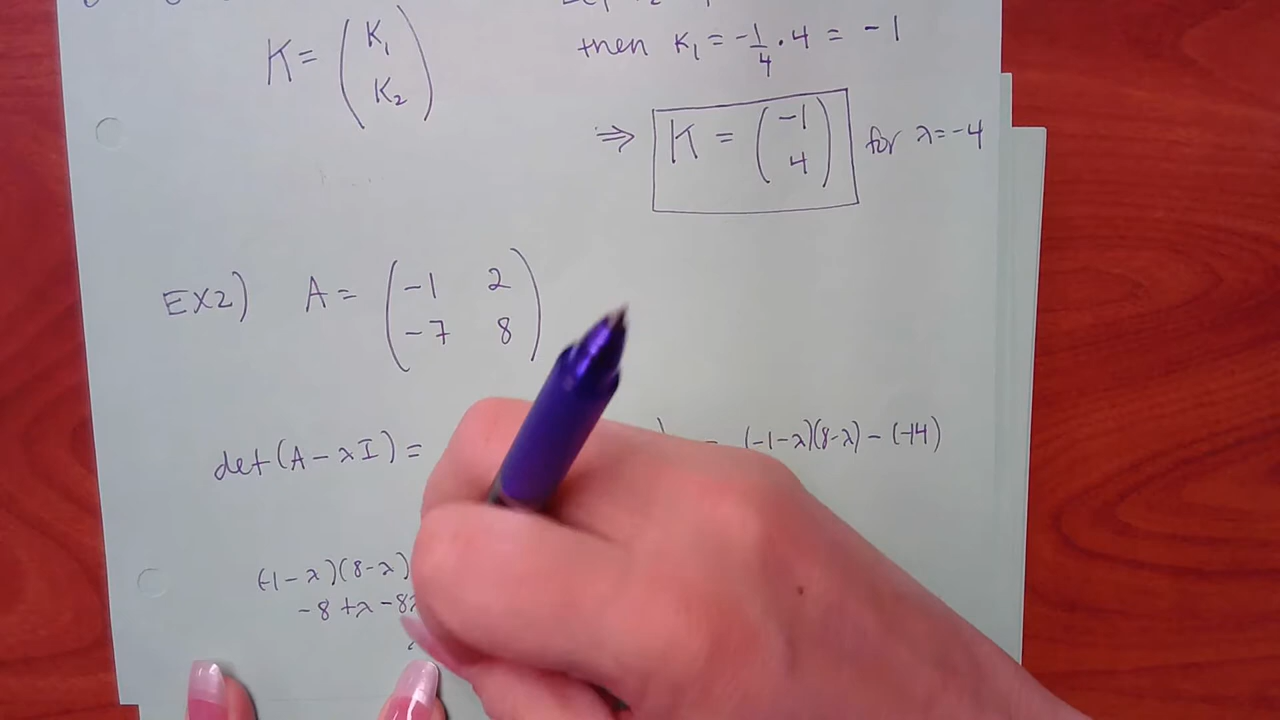 K = ( K₁ K₂ )
then K₁ = -1/4 · 4 = -1
⇒ K = ( -1 4 ) for λ = -4
EX2) A = ( -1 2
-7 8 )
det(A - λI) = (-1-λ)(8-λ) - (-14)
(-1-λ)(8-λ)
-8 + λ - 8λ